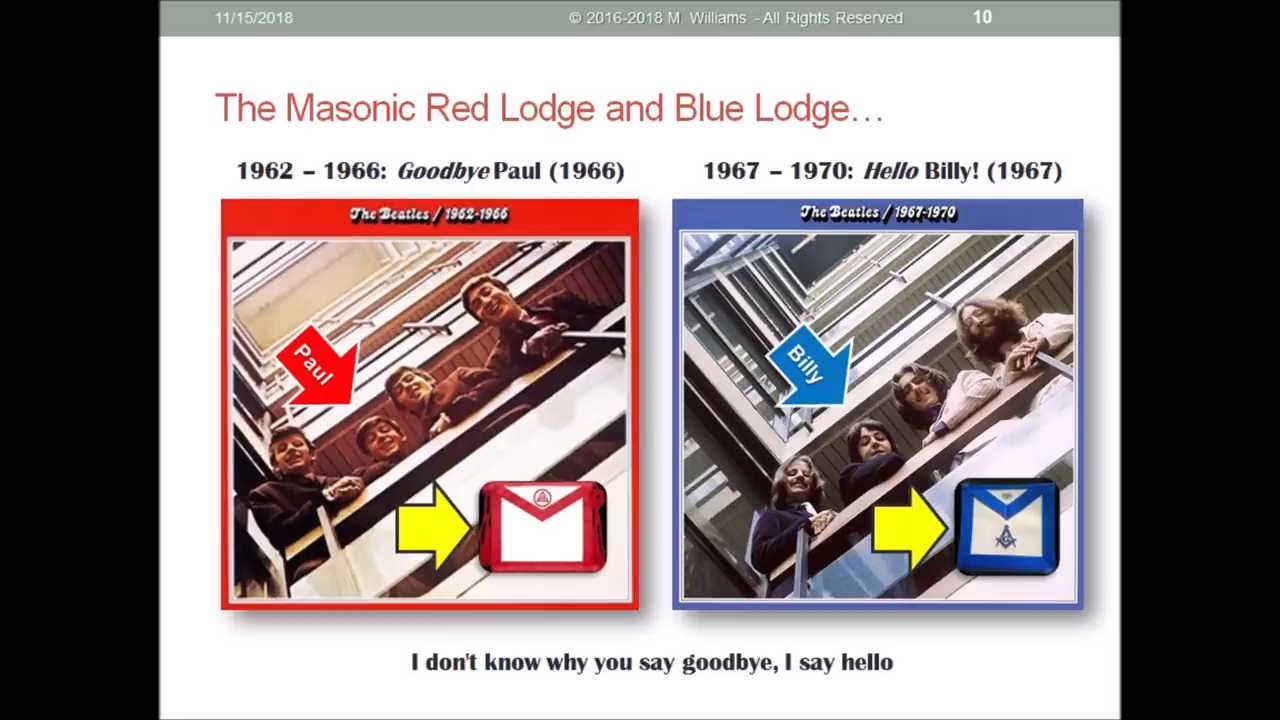 11/15/2018 © 2016-2018 M. Williams - All Rights Reserved 10
The Masonic Red Lodge and Blue Lodge…
1962 – 1966: Goodbye Paul (1966)
1967 – 1970: Hello Billy! (1967)
The Beatles / 1962-1966
The Beatles / 1967-1970
Paul
Billy
G
I don't know why you say goodbye, I say hello